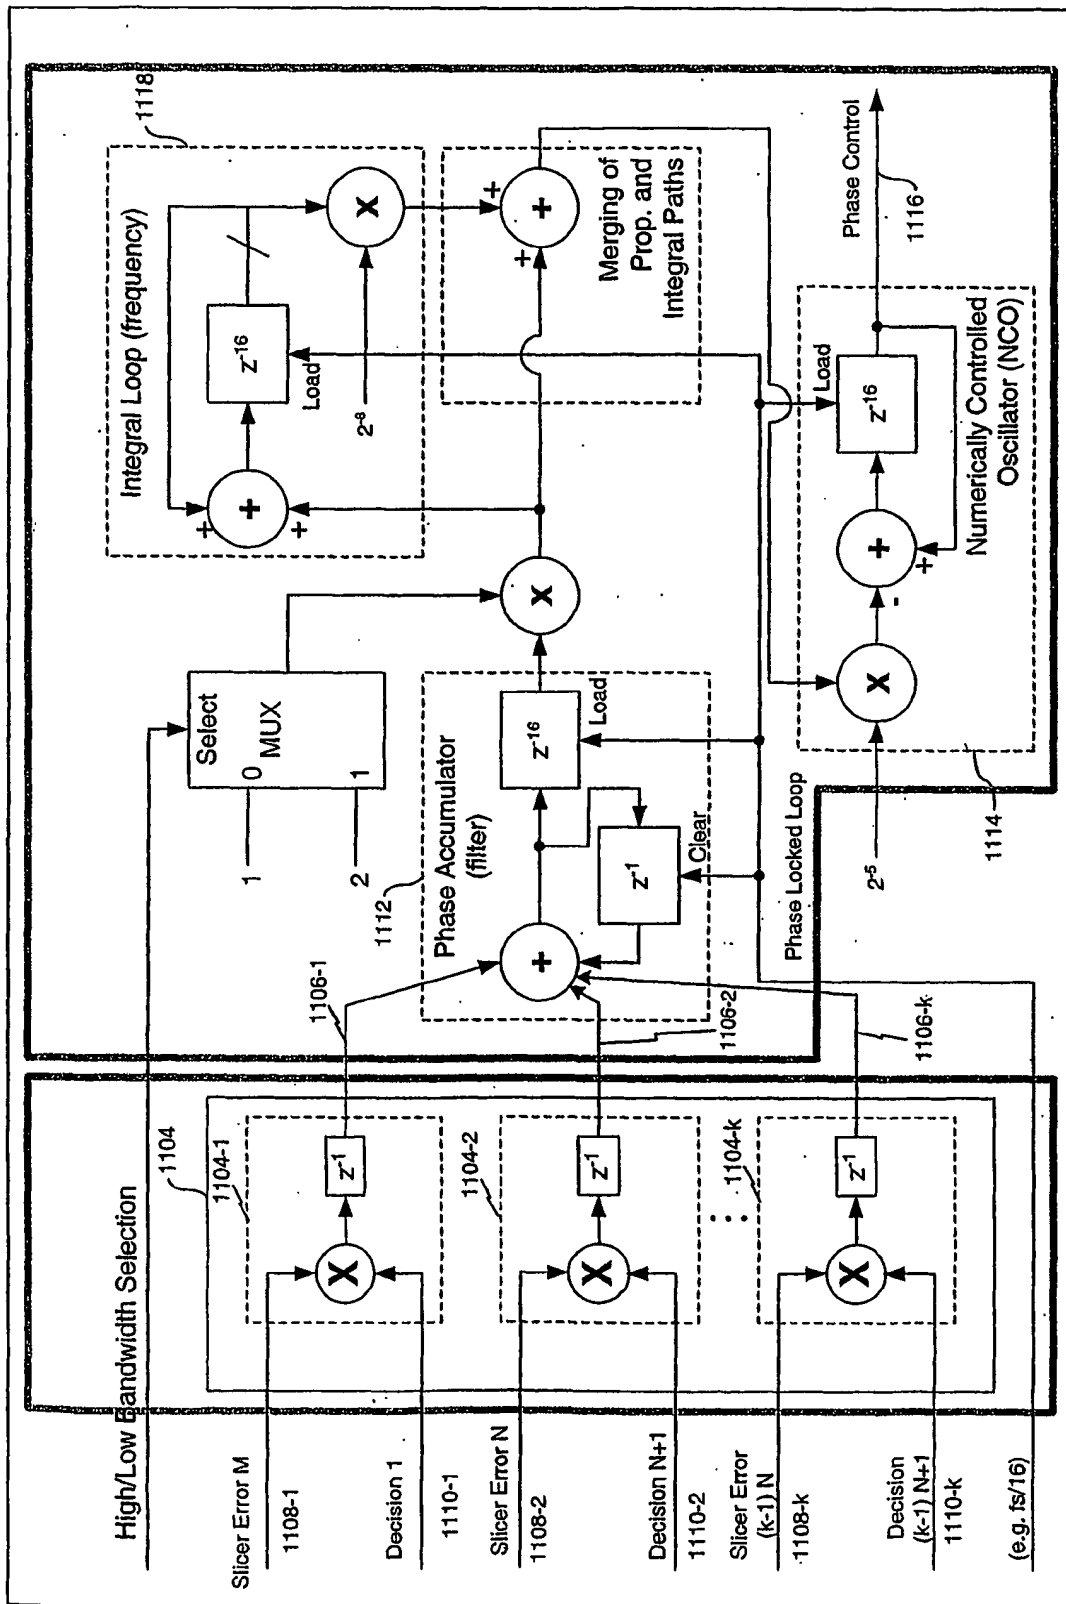 High/Low Bandwidth Selection
1104
Slicer Error M
1108-1
1104-1
X
z-1
Decision 1
1110-1
1106-1
Slicer Error N
1108-2
1104-2
X
z-1
Decision N+1
1110-2
1106-2
Slicer Error
(k-1) N
1108-k
1104-k
X
z-1
Decision
(k-1) N+1
1110-k
1106-k
(e.g. fs/16)
1
2
Select
0
MUX
1
1112
Phase Accumulator
(filter)
+
z-1
Clear
z-16
Load
X
Integral Loop (frequency)
1118
+
+
+
z-16
Load
2-8
X
+
+
+
Merging of
Prop. and
Integral Paths
Phase Locked Loop
2-5
X
-
+
+
z-16
Load
Numerically Controlled
Oscillator (NCO)
1114
Phase Control
1116